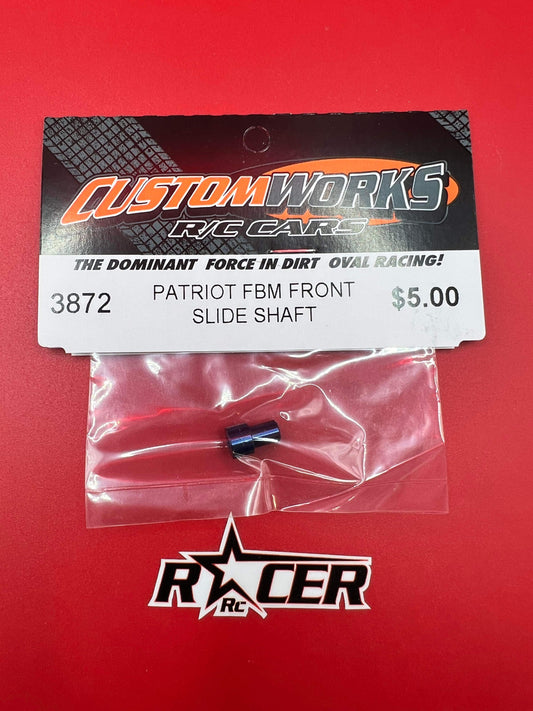 CUSTOMWORKS
R/C CARS
THE DOMINANT FORCE IN DIRT OVAL RACING!
3872 PATRIOT FBM FRONT $5.00
SLIDE SHAFT
RACER
RC